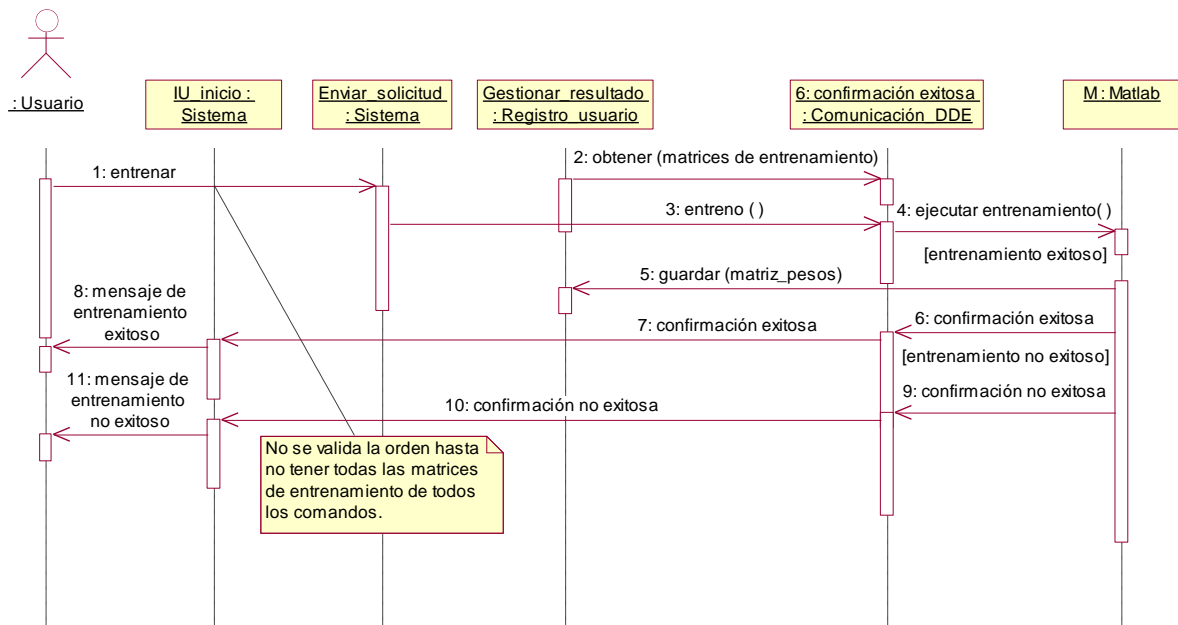 : Usuario
IU_inicio :
Sistema
Enviar_solicitud
: Sistema
Gestionar_resultado
: Registro_usuario
6: confirmación exitosa
: Comunicación_DDE
M : Matlab
1: entrenar
2: obtener (matrices de entrenamiento)
3: entreno ( )
4: ejecutar entrenamiento( )
[entrenamiento exitoso]
5: guardar (matriz_pesos)
6: confirmación exitosa
7: confirmación exitosa
8: mensaje de
entrenamiento
exitoso
[entrenamiento no exitoso]
9: confirmación no exitosa
10: confirmación no exitosa
11: mensaje de
entrenamiento
no exitoso
No se valida la orden hasta
no tener todas las matrices
de entrenamiento de todos
los comandos.